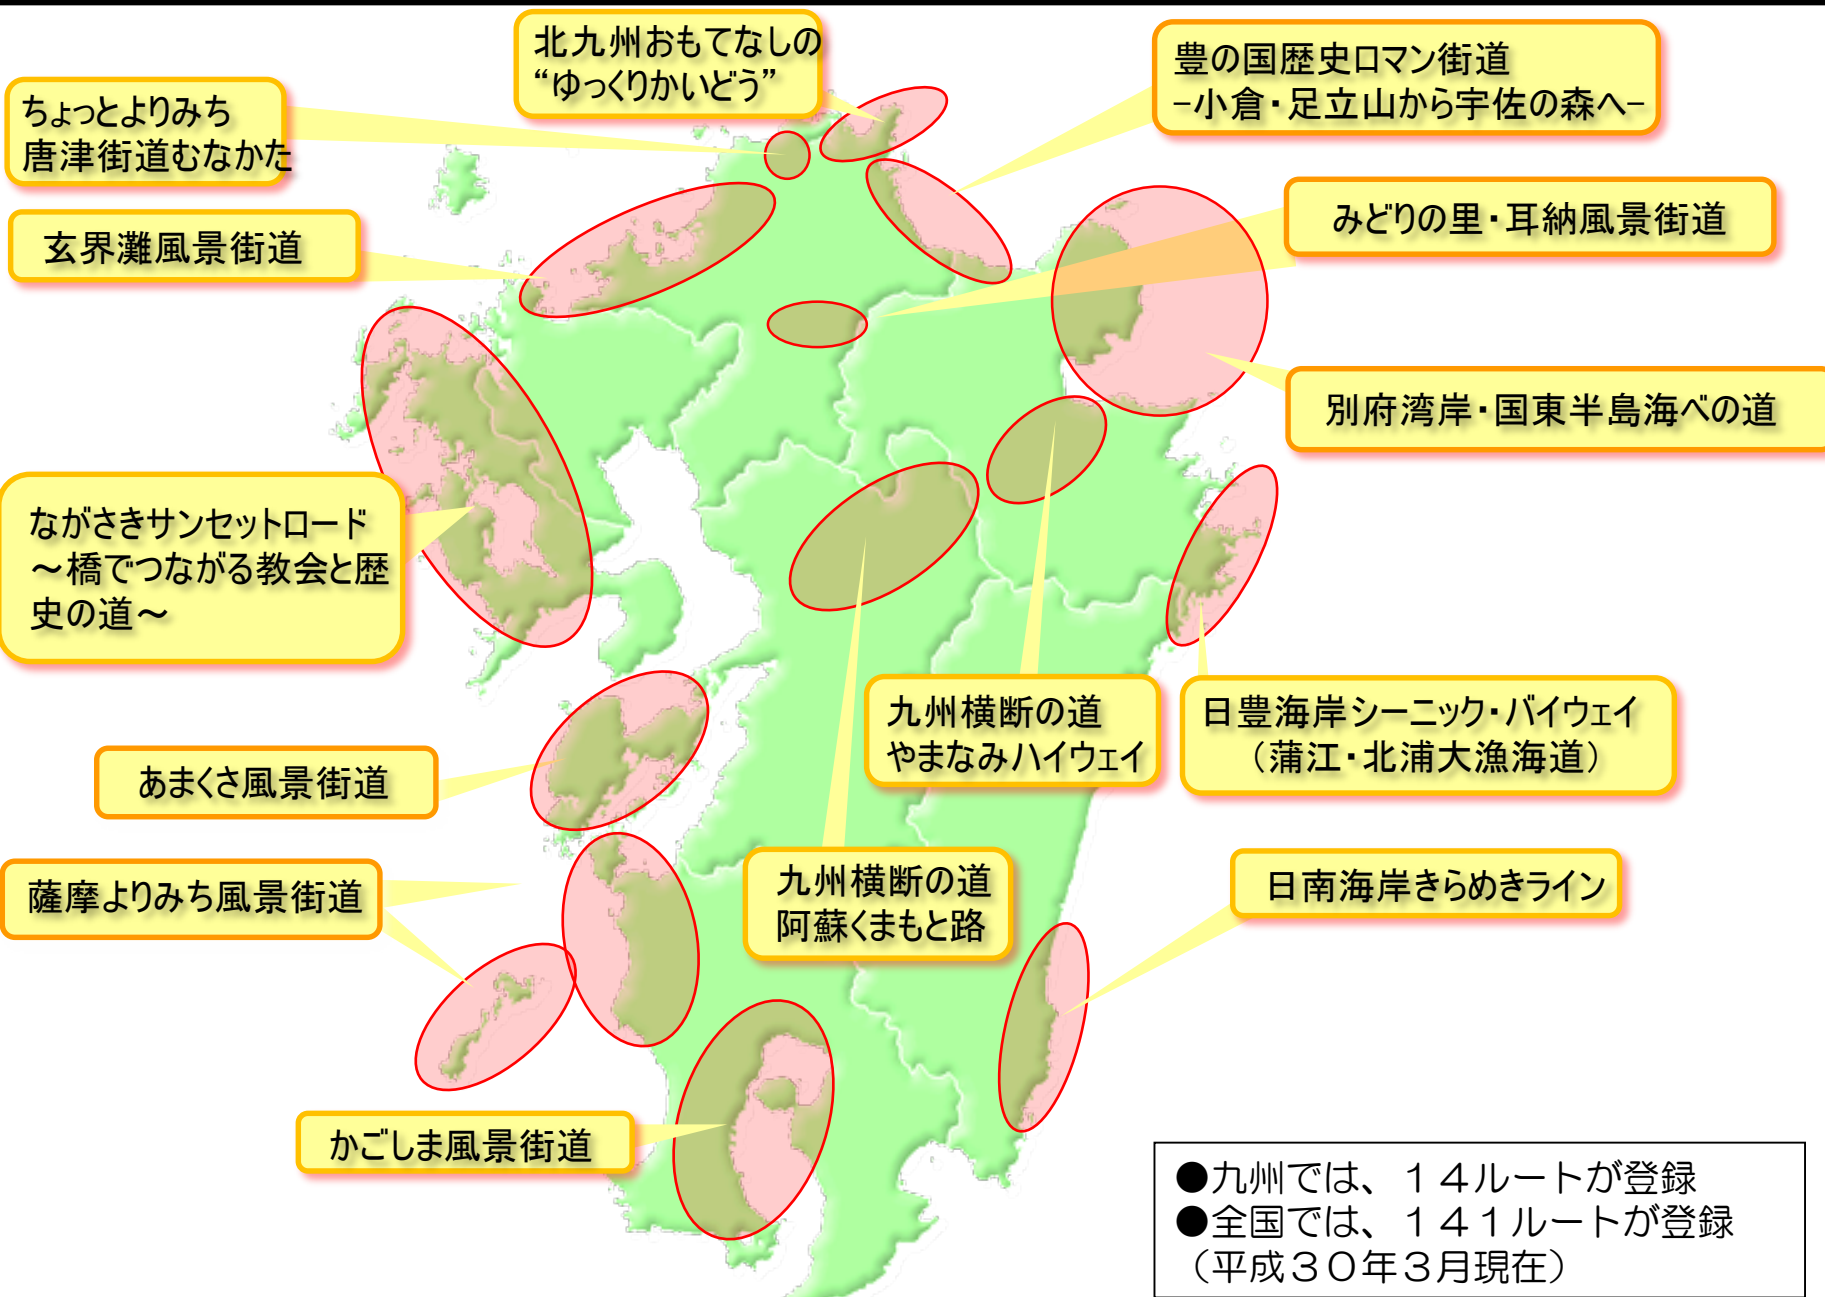 北九州おもてなしの
“ゆっくりかいどう”
豊の国歴史ロマン街道
−小倉・足立山から宇佐の森へ−
ちょっとよりみち
唐津街道むなかた
みどりの里・耳納風景街道
玄界灘風景街道
別府湾岸・国東半島海べの道
ながさきサンセットロード
～橋でつながる教会と歴
史の道～
九州横断の道
やまなみハイウェイ
日豊海岸シーニック・バイウェイ
（蒲江・北浦大漁海道）
あまくさ風景街道
九州横断の道
阿蘇くまもと路
薩摩よりみち風景街道
日南海岸きらめきライン
かごしま風景街道
●九州では、１４ルートが登録
●全国では、１４１ルートが登録
（平成３０年３月現在）